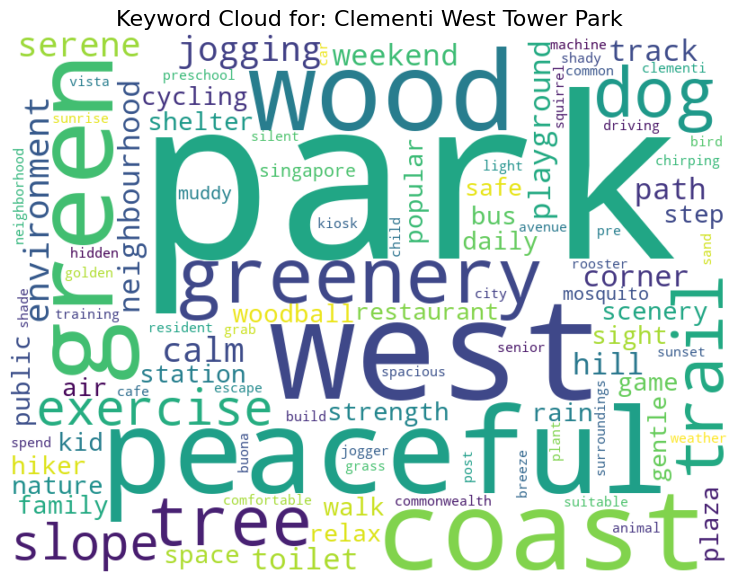 Keyword Cloud for: Clementi West Tower Park
serene
jogging
car
weekend
machine
shady
common
track
clementi
vista
preschool
wood
playground
squirrel
dog
driving
sunrise
cycling
shelter
silent
bird
chirping
green
environment
neighbourhood
neighborhood
park
singapore
popular
light
safe
path
muddy
kiosk
child
bus
daily
avenue
pre
step
sand
hidden
golden
greenery
rooster
corner
training
shade
woodball
restaurant
city
mosquito
scenery
resident
grab
west
sight
sunset
trail
public
calm
station
senior
hill
air
cafe
escape
spacious
game
exercise
build
strength
rain
gentle
surroundings
spend
kid
buona
jogger
grass
peaceful
post
breeze
plant
weather
hiker
nature
family
comfortable
walk
commonwealth
suitable
slope
tree
relax
coast
animal
plaza
space
toilet